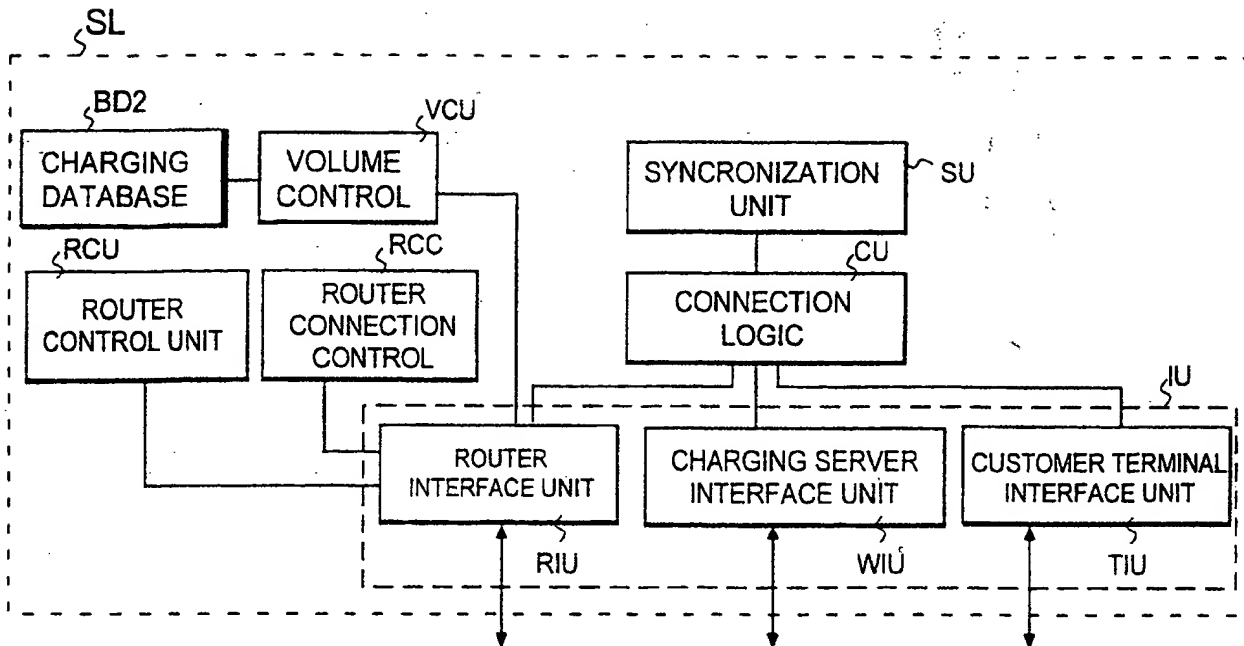 SL
BD2
VCU
CHARGING
DATABASE
VOLUME
CONTROL
SYNCRONIZATION
UNIT
SU
RCU
RCC
CU
ROUTER
CONTROL UNIT
ROUTER
CONNECTION
CONTROL
CONNECTION
LOGIC
IU
ROUTER
INTERFACE UNIT
CHARGING SERVER
INTERFACE UNIT
CUSTOMER TERMINAL
INTERFACE UNIT
RIU
WIU
TIU